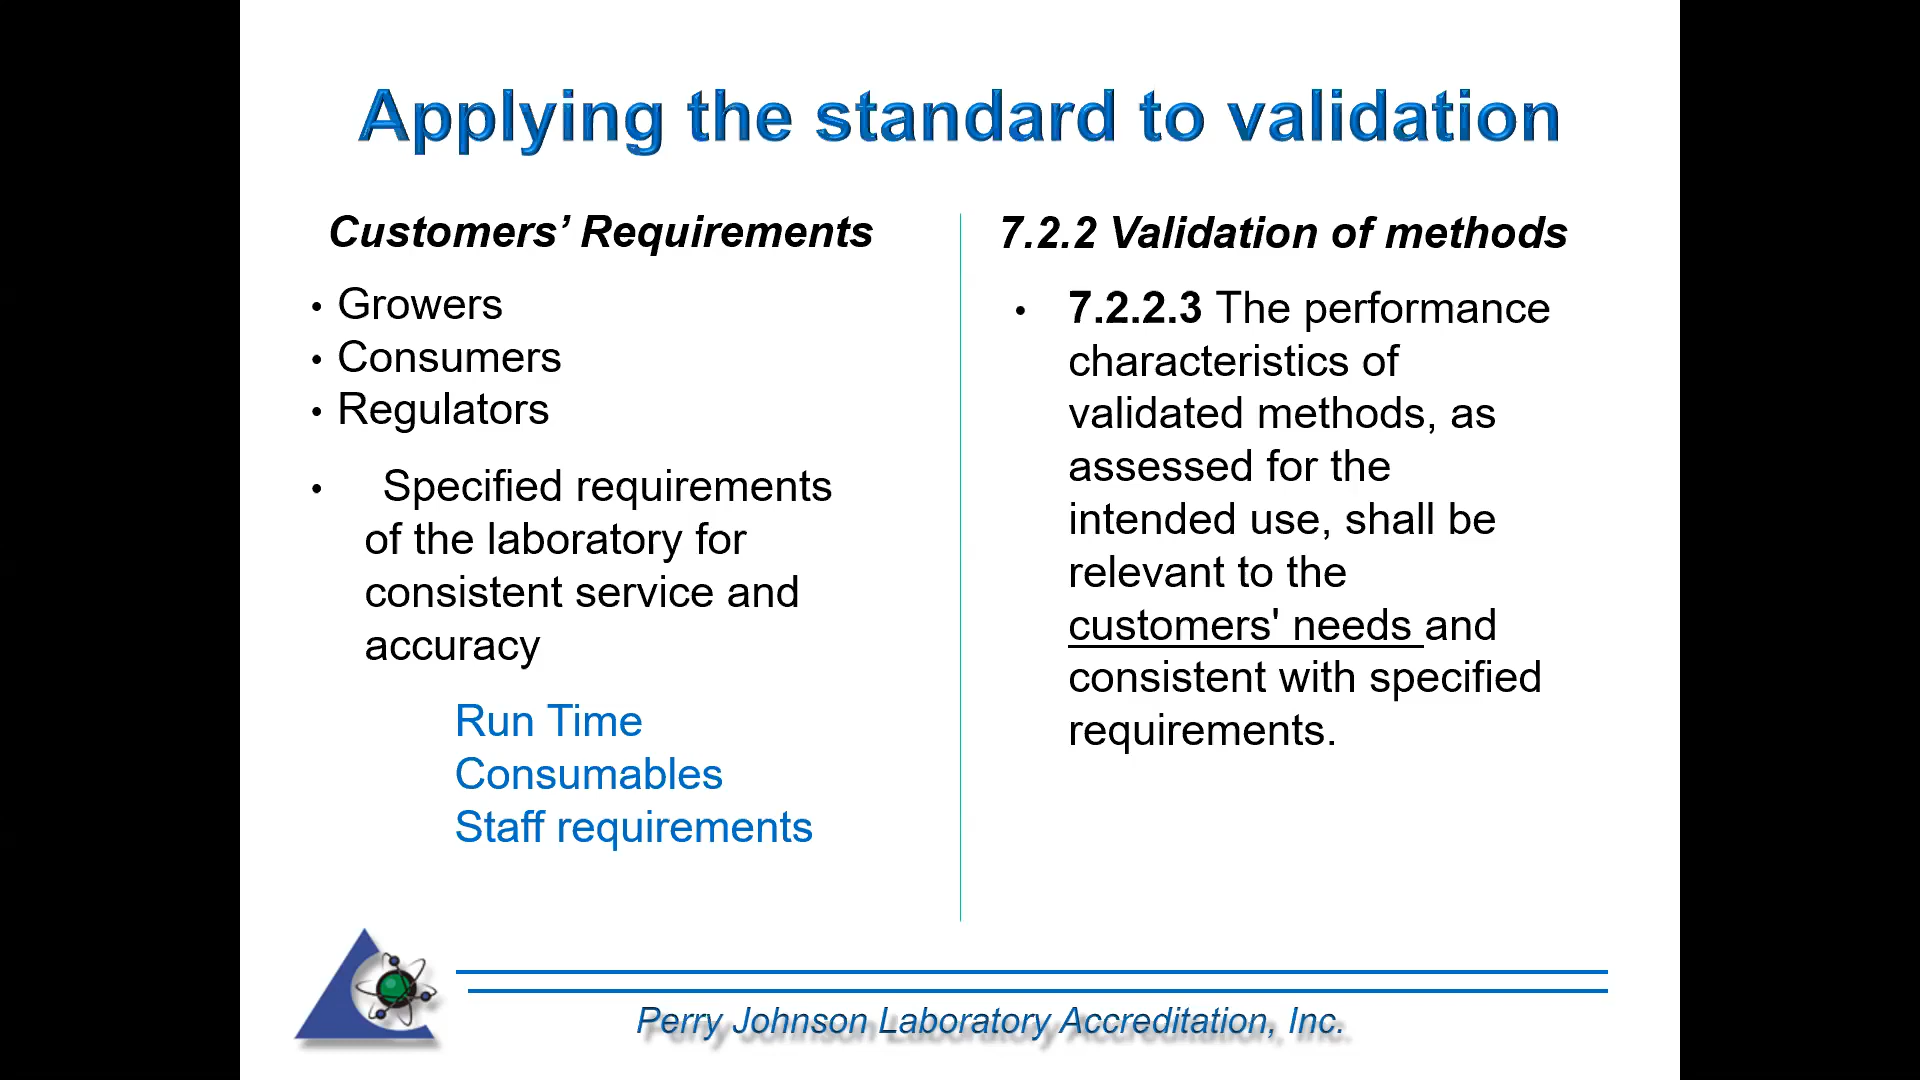 Applying the standard to validation
Customers’ Requirements
• Growers
• Consumers
• Regulators
• Specified requirements
of the laboratory for
consistent service and
accuracy
Run Time
Consumables
Staff requirements
7.2.2 Validation of methods
• 7.2.2.3 The performance
characteristics of
validated methods, as
assessed for the
intended use, shall be
relevant to the
customers' needs and
consistent with specified
requirements.
Perry Johnson Laboratory Accreditation, Inc.